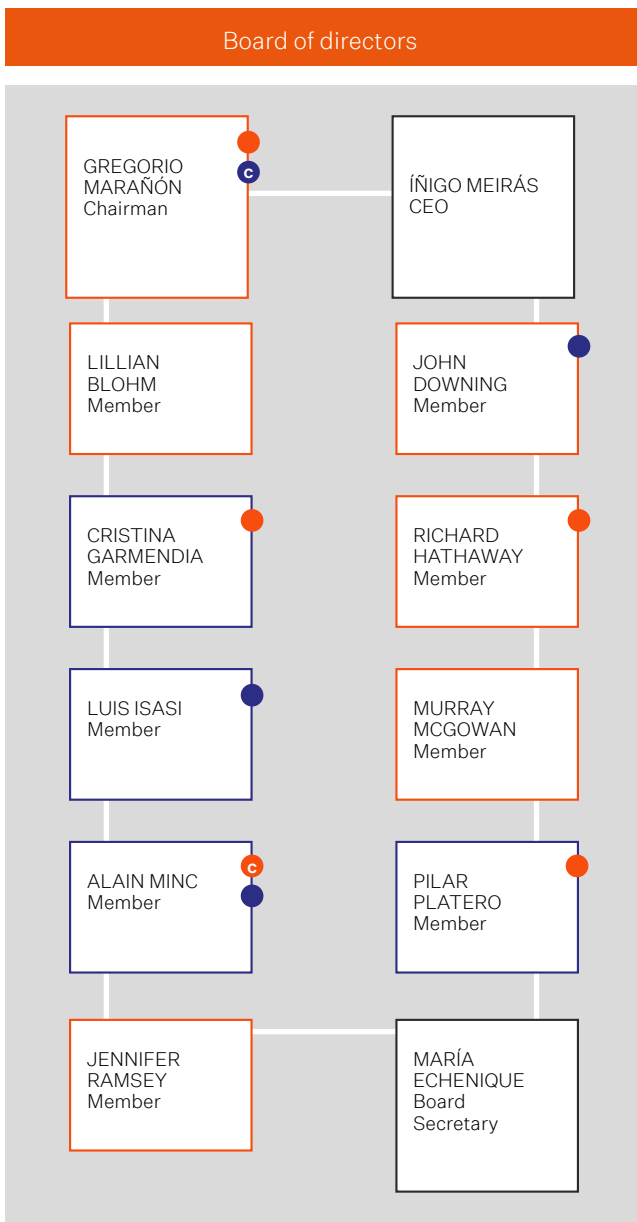 Board of directors
GREGORIO
MARAÑÓN
Chairman
C
ÍÑIGO MEIRÁS
CEO
LILLIAN
BLOHM
Member
JOHN
DOWNING
Member
CRISTINA
GARMENDIA
Member
RICHARD
HATHAWAY
Member
LUIS ISASI
Member
MURRAY
MCGOWAN
Member
ALAIN MINC
Member
C
PILAR
PLATERO
Member
JENNIFER
RAMSEY
Member
MARÍA
ECHENIQUE
Board
Secretary